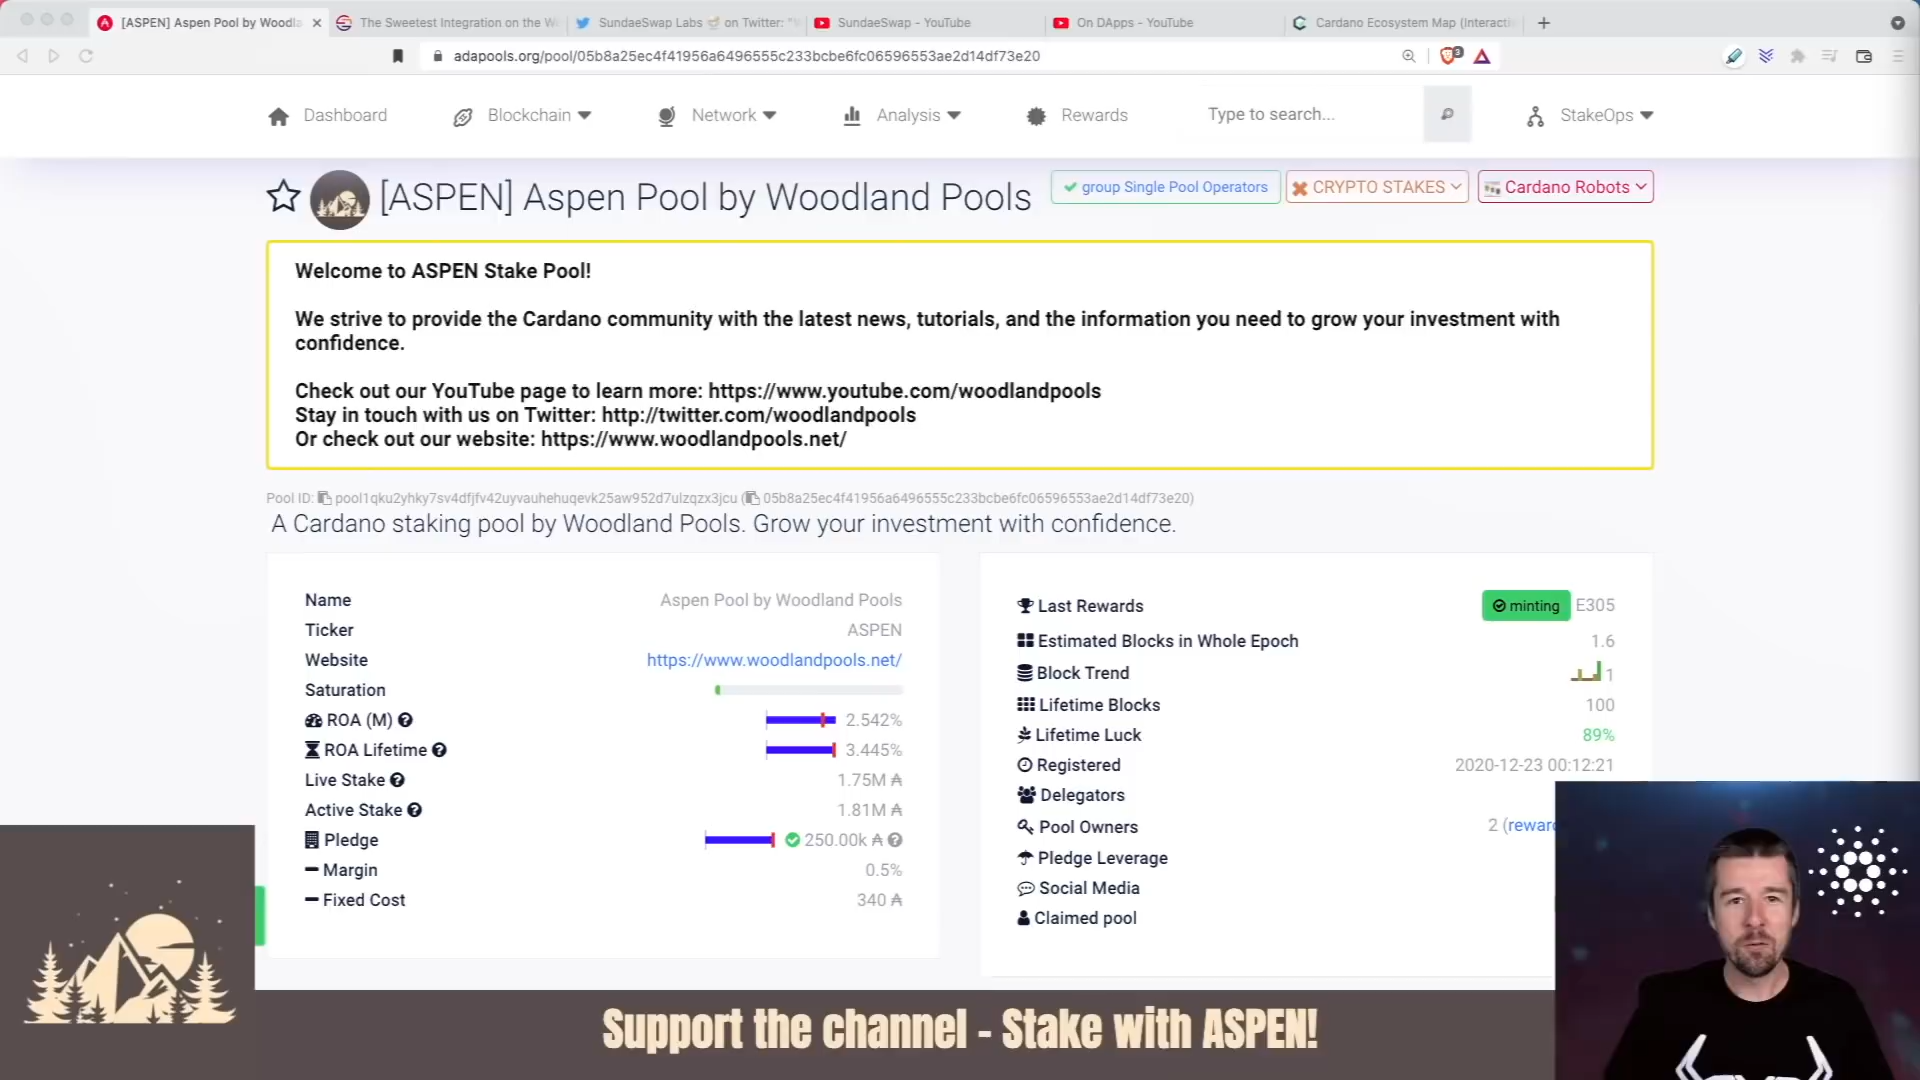 [ASPEN] Aspen Pool by Woodla
The Sweetest Integration on the W
SundaeSwap Labs 🍨 on Twitter: "
SundaeSwap - YouTube
On DApps - YouTube
Cardano Ecosystem Map (Interacti
adapools.org/pool/05b8a25ec4f41956a6496555c233bcbe6fc06596553ae2d14df73e20
3
Dashboard
Blockchain
Network
Analysis
Rewards
Type to search...
StakeOps
[ASPEN] Aspen Pool by Woodland Pools
group Single Pool Operators
CRYPTO STAKES
Cardano Robots
Welcome to ASPEN Stake Pool!
We strive to provide the Cardano community with the latest news, tutorials, and the information you need to grow your investment with
confidence.
Check out our YouTube page to learn more: https://www.youtube.com/woodlandpools
Stay in touch with us on Twitter: http://twitter.com/woodlandpools
Or check out our website: https://www.woodlandpools.net/
Pool ID: pool1qku2yhky7sv4dfjfv42uyvauhehuqevk25aw952d7ulzqzx3jcu (05b8a25ec4f41956a6496555c233bcbe6fc06596553ae2d14df73e20)
A Cardano staking pool by Woodland Pools. Grow your investment with confidence.
Name Aspen Pool by Woodland Pools
Ticker ASPEN
Website https://www.woodlandpools.net/
Saturation
ROA (M) 2.542%
ROA Lifetime 3.445%
Live Stake 1.75M ₳
Active Stake 1.81M ₳
Pledge 250.00k ₳
Margin 0.5%
Fixed Cost 340 ₳
Last Rewards minting E305
Estimated Blocks in Whole Epoch 1.6
Block Trend 1
Lifetime Blocks 100
Lifetime Luck 89%
Registered 2020-12-23 00:12:21
Delegators
Pool Owners 2 (rewar
Pledge Leverage
Social Media
Claimed pool
Support the channel - Stake with ASPEN!